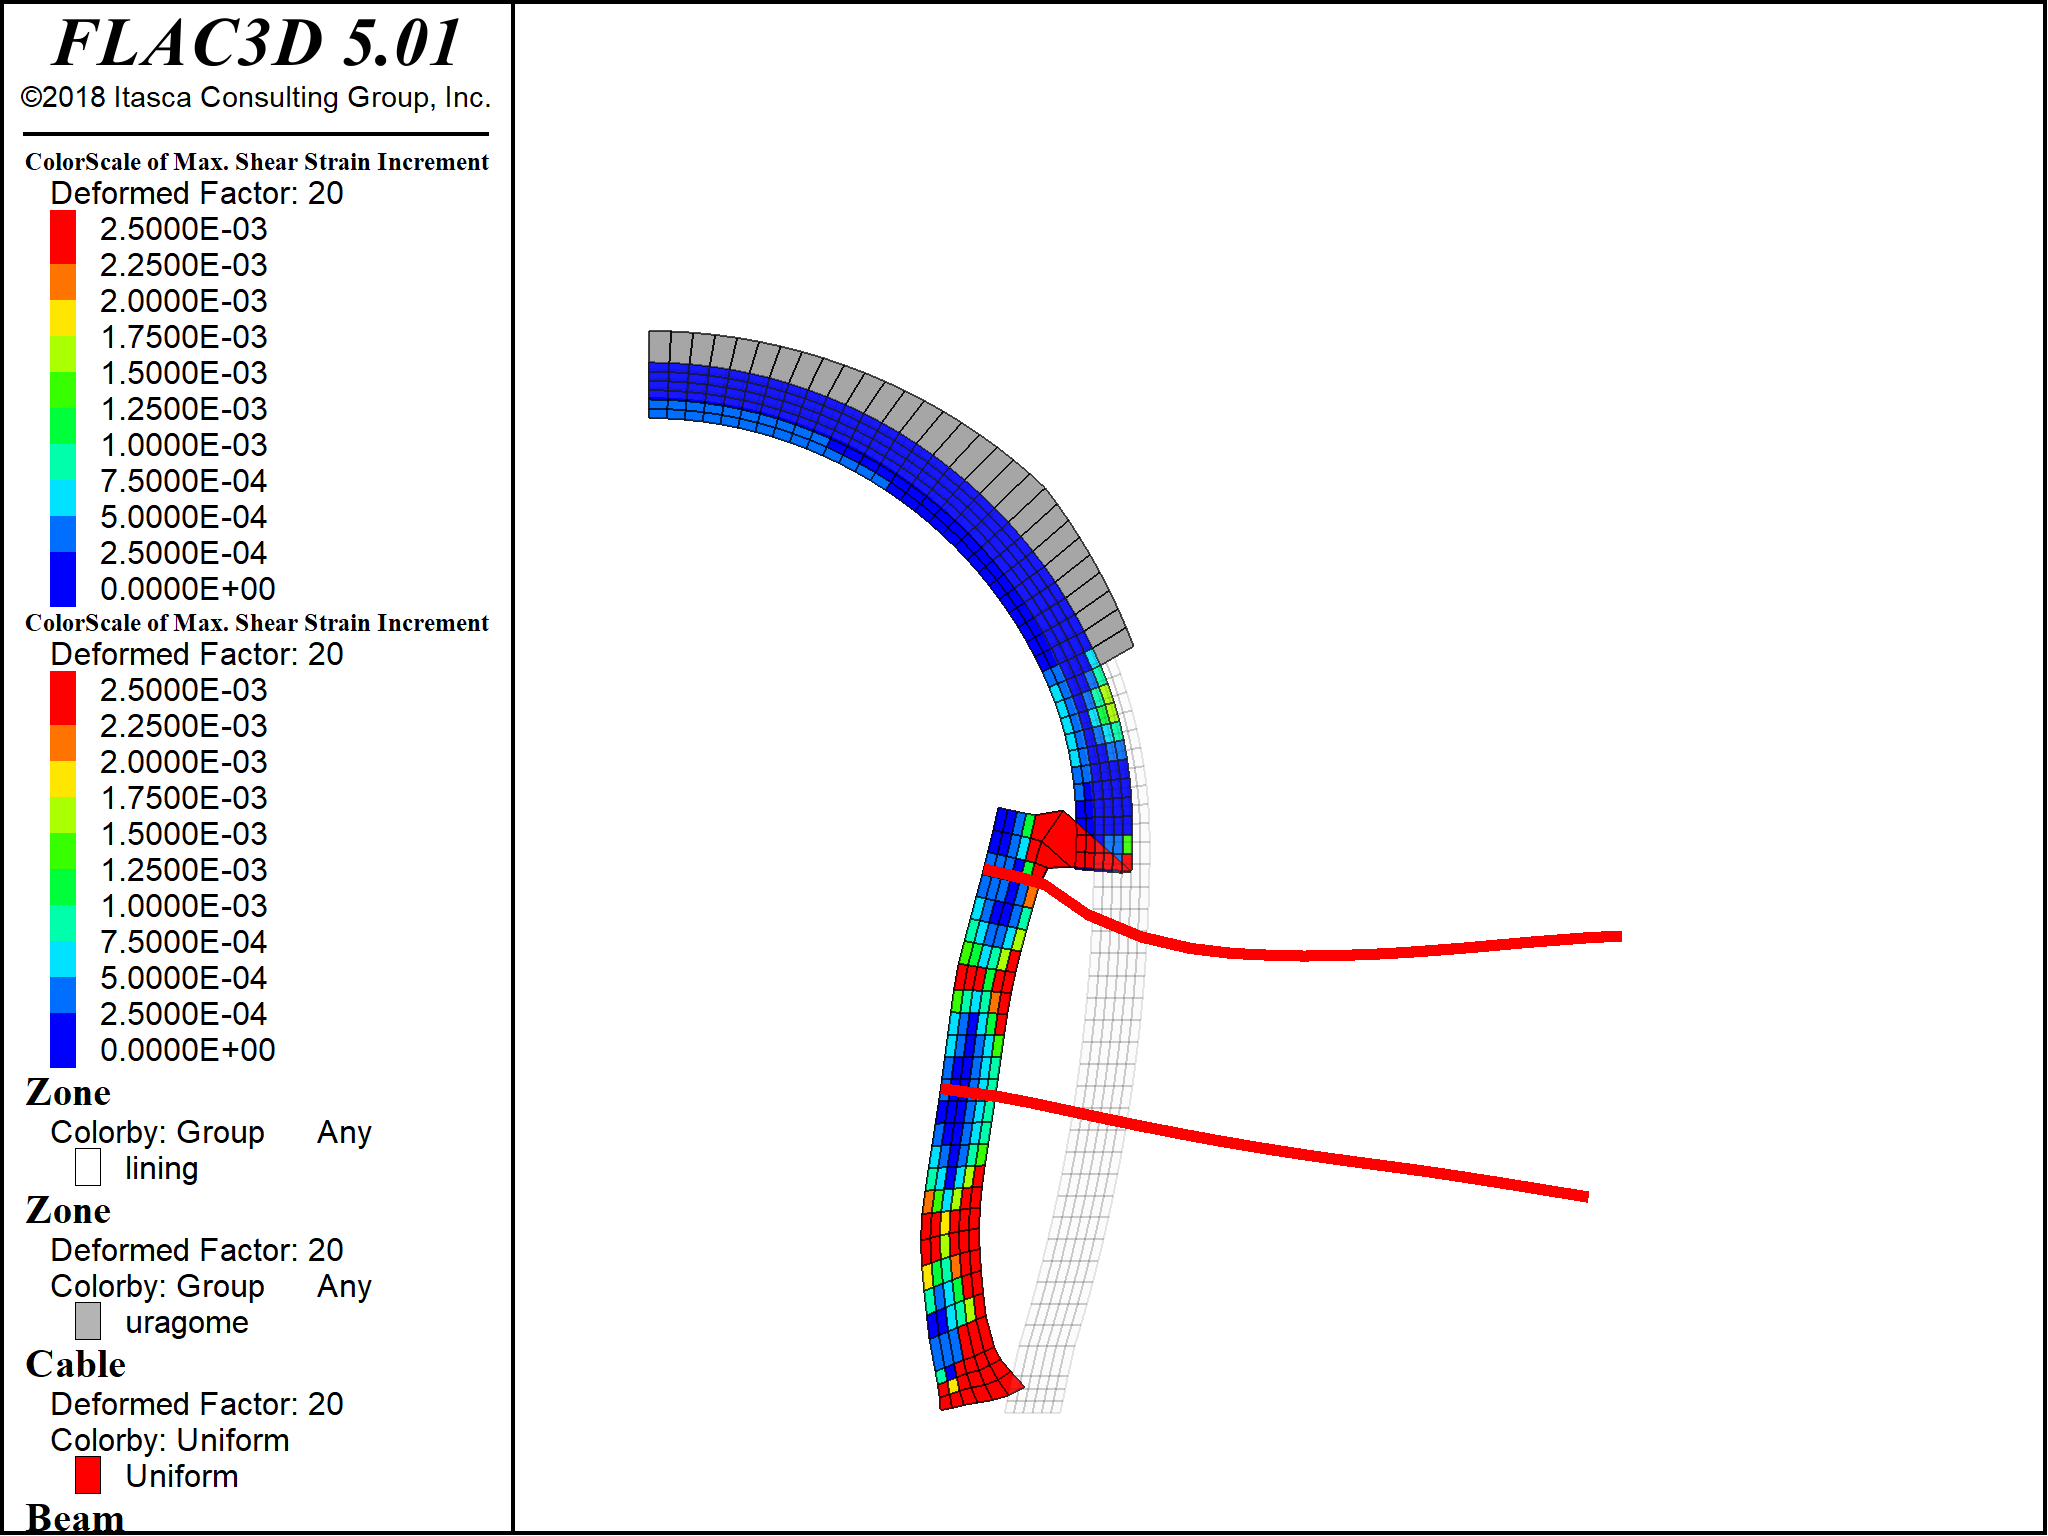 FLAC3D 5.01
©2018 Itasca Consulting Group, Inc.
ColorScale of Max. Shear Strain Increment
Deformed Factor: 20
2.5000E-03
2.2500E-03
2.0000E-03
1.7500E-03
1.5000E-03
1.2500E-03
1.0000E-03
7.5000E-04
5.0000E-04
2.5000E-04
0.0000E+00
ColorScale of Max. Shear Strain Increment
Deformed Factor: 20
2.5000E-03
2.2500E-03
2.0000E-03
1.7500E-03
1.5000E-03
1.2500E-03
1.0000E-03
7.5000E-04
5.0000E-04
2.5000E-04
0.0000E+00
Zone
Colorby: Group Any
lining
Zone
Deformed Factor: 20
Colorby: Group Any
uragome
Cable
Deformed Factor: 20
Colorby: Uniform
Uniform
Beam